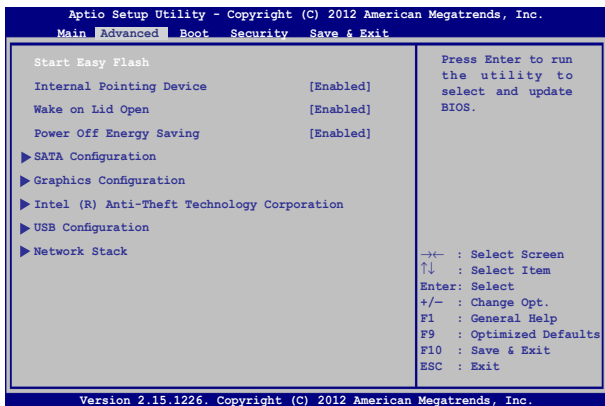 Aptio Setup Utility - Copyright (C) 2012 American Megatrends, Inc.
Main Advanced Boot Security Save & Exit
Start Easy Flash
Internal Pointing Device [Enabled]
Wake on Lid Open [Enabled]
Power Off Energy Saving [Enabled]
SATA Configuration
Graphics Configuration
Intel (R) Anti-Theft Technology Corporation
USB Configuration
Network Stack
Press Enter to run
the utility to
select and update
BIOS.
→← : Select Screen
↑↓ : Select Item
Enter: Select
+/— : Change Opt.
F1 : General Help
F9 : Optimized Defaults
F10 : Save & Exit
ESC : Exit
Version 2.15.1226. Copyright (C) 2012 American Megatrends, Inc.